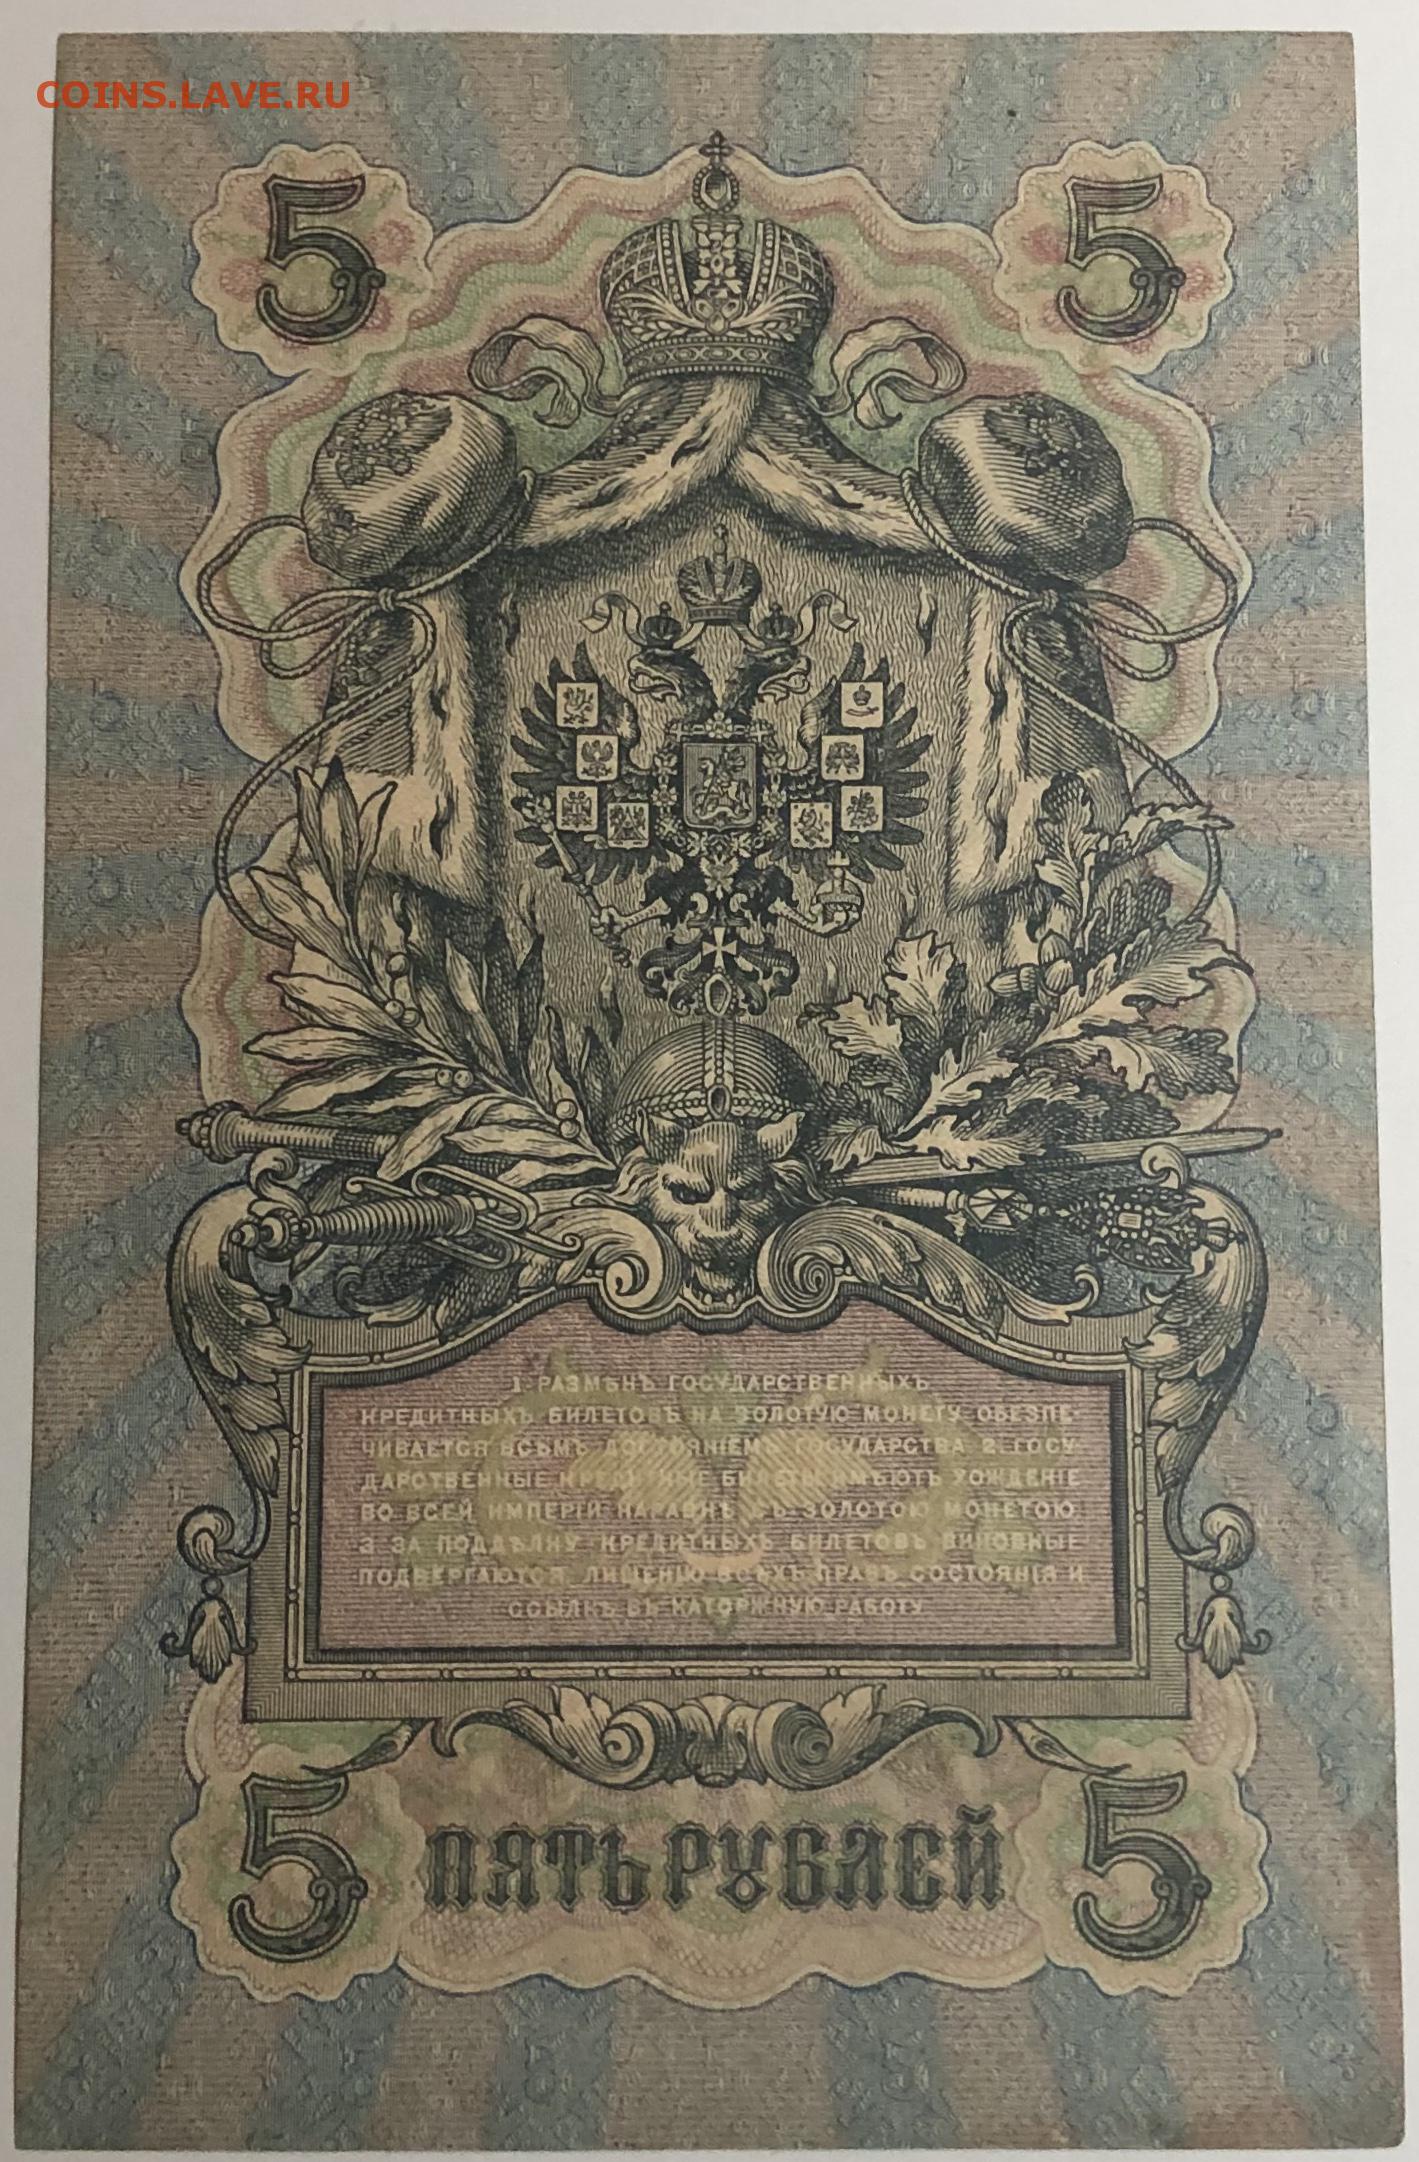 COINS.LAVE.RU
5 5
1 РАЗМѢНЪ ГОСУДАРСТВЕННЫХЪ
КРЕДИТНЫХЪ БИЛЕТОВЪ НА ЗОЛОТУЮ МОНЕТУ ОБЕЗПЕ-
ЧИВАЕТСЯ ВСѢМЪ ДОСТОЯНІЕМЪ ГОСУДАРСТВА 2 ГОСУ-
ДАРСТВЕННЫЕ КРЕДИТНЫЕ БИЛЕТЫ ИМѢЮТЪ ХОЖДЕНІЕ
ВО ВСЕЙ ИМПЕРІИ НАРАВНѢ СЪ ЗОЛОТОЮ МОНЕТОЮ
3 ЗА ПОДДѢЛКУ КРЕДИТНЫХЪ БИЛЕТОВЪ ВИНОВНЫЕ
ПОДВЕРГАЮТСЯ ЛИШЕНІЮ ВСѢХЪ ПРАВЪ СОСТОЯНІЯ И
ССЫЛКѢ ВЪ КАТОРЖНУЮ РАБОТУ
5 ПЯТЬ РУБЛЕЙ 5